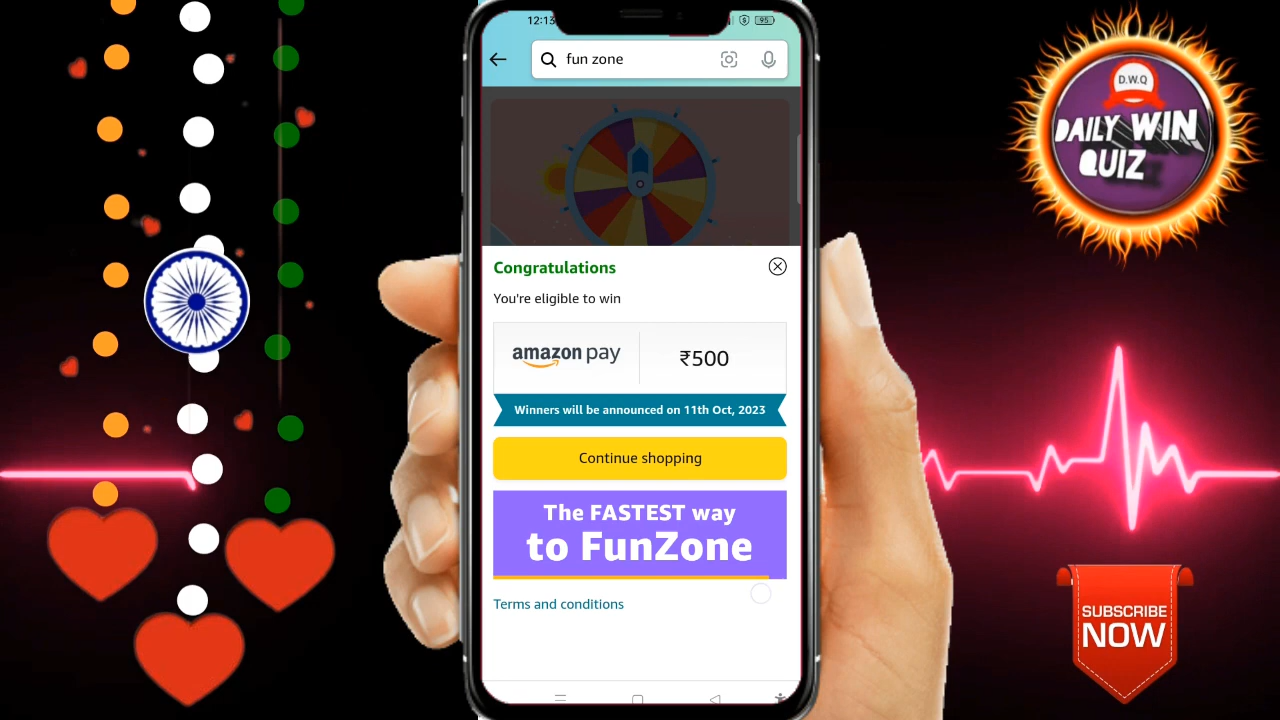 12:13
95
fun zone
Congratulations
You're eligible to win
amazon pay
₹500
Winners will be announced on 11th Oct, 2023
Continue shopping
The FASTEST way
to FunZone
Terms and conditions
D.W.Q
DAILY WIN
QUIZ
SUBSCRIBE
NOW